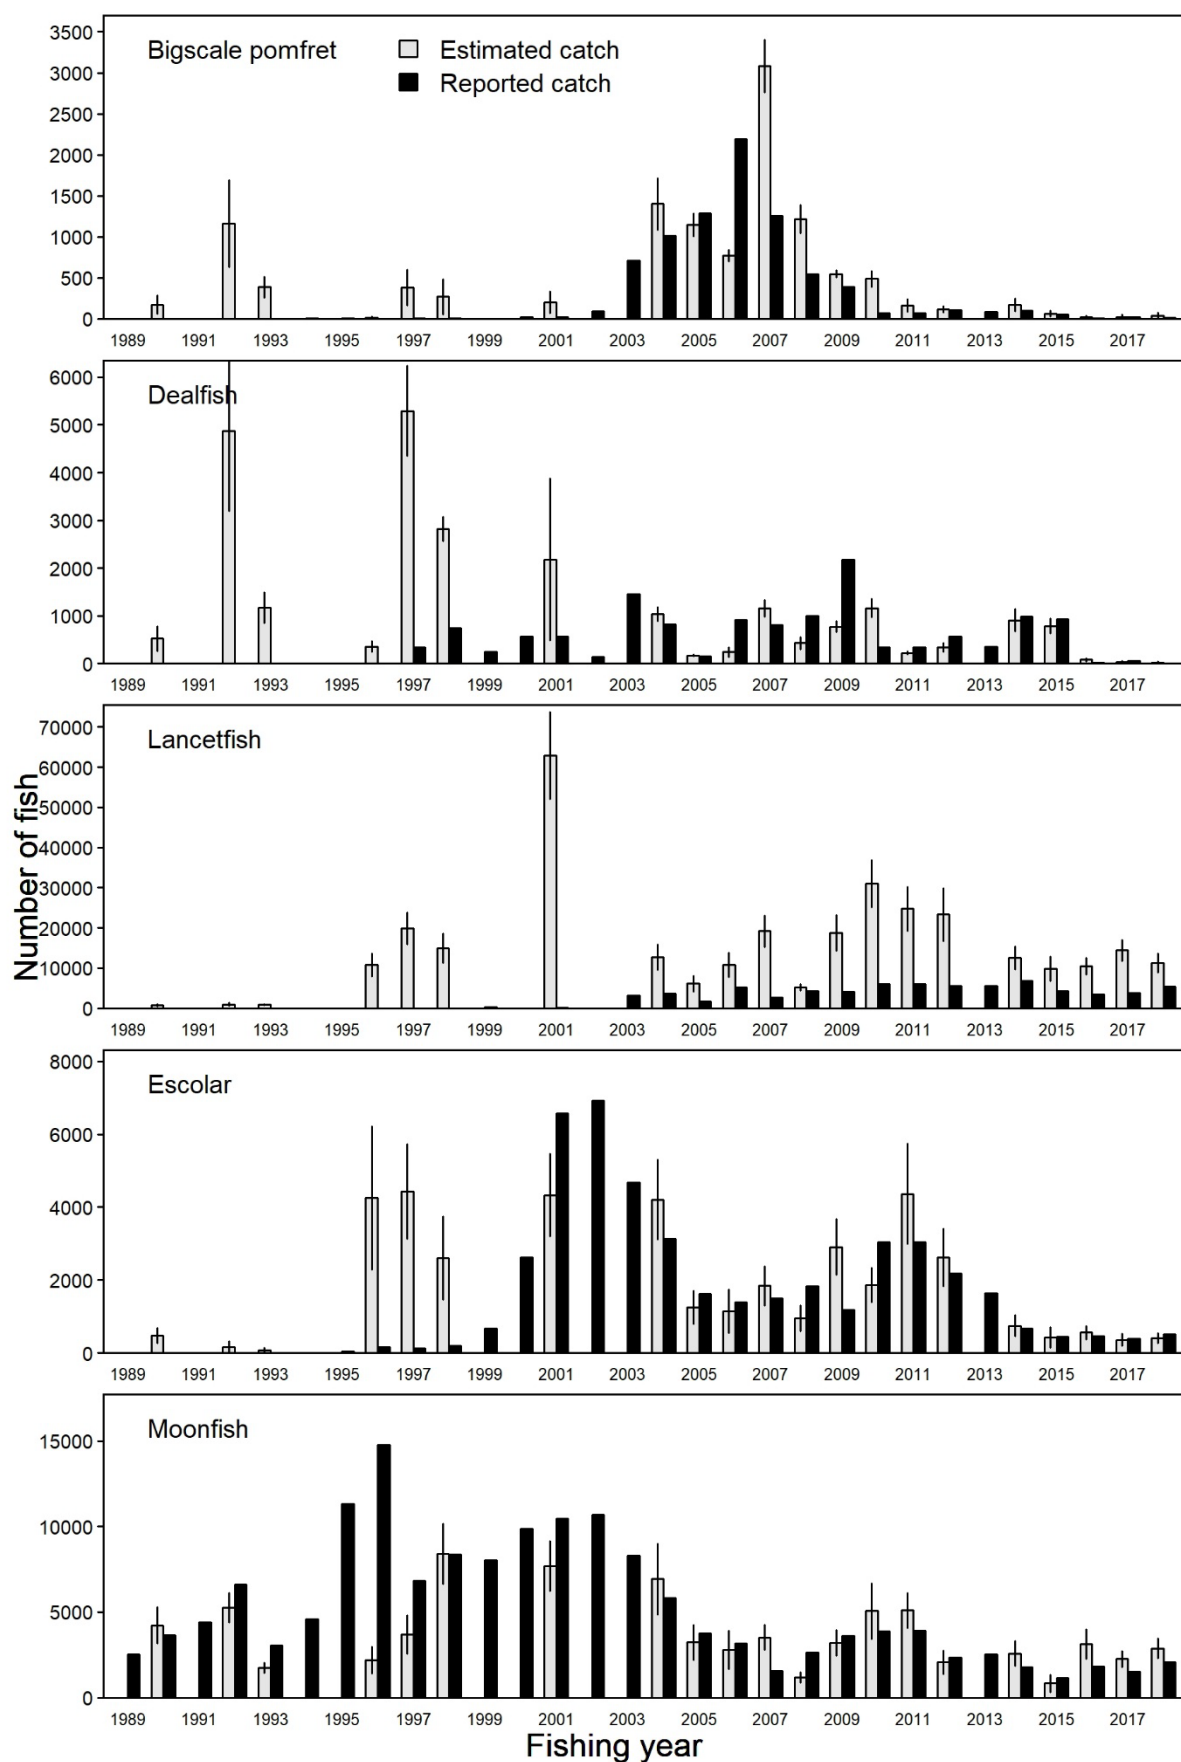 Bigscale pomfret
Estimated catch
Reported catch
3500
3000
2500
2000
1500
1000
500
0
1989 1991 1993 1995 1997 1999 2001 2003 2005 2007 2009 2011 2013 2015 2017
Dealfish
6000
5000
4000
3000
2000
1000
0
1989 1991 1993 1995 1997 1999 2001 2003 2005 2007 2009 2011 2013 2015 2017
Lancetfish
70000
60000
50000
40000
30000
20000
10000
0
1989 1991 1993 1995 1997 1999 2001 2003 2005 2007 2009 2011 2013 2015 2017
Number of fish
Escolar
8000
6000
4000
2000
0
1989 1991 1993 1995 1997 1999 2001 2003 2005 2007 2009 2011 2013 2015 2017
Moonfish
15000
10000
5000
0
1989 1991 1993 1995 1997 1999 2001 2003 2005 2007 2009 2011 2013 2015 2017
Fishing year